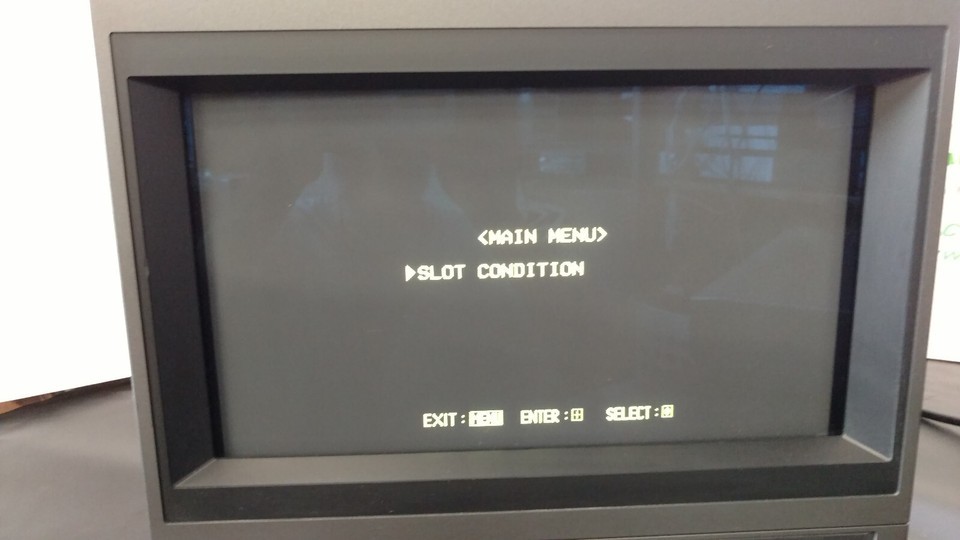 <MAIN MENU>
▶SLOT CONDITION
EXIT:MENU ENTER: SELECT: